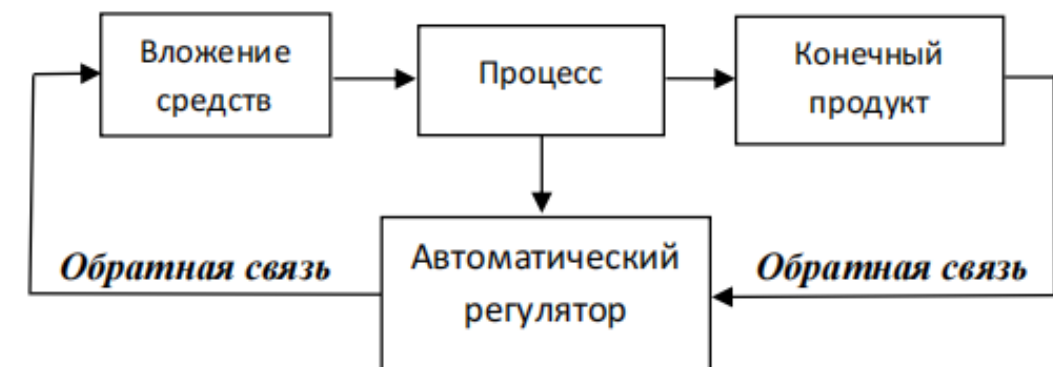 Вложение
средств
Процесс
Конечный
продукт
Обратная связь
Автоматический
регулятор
Обратная связь